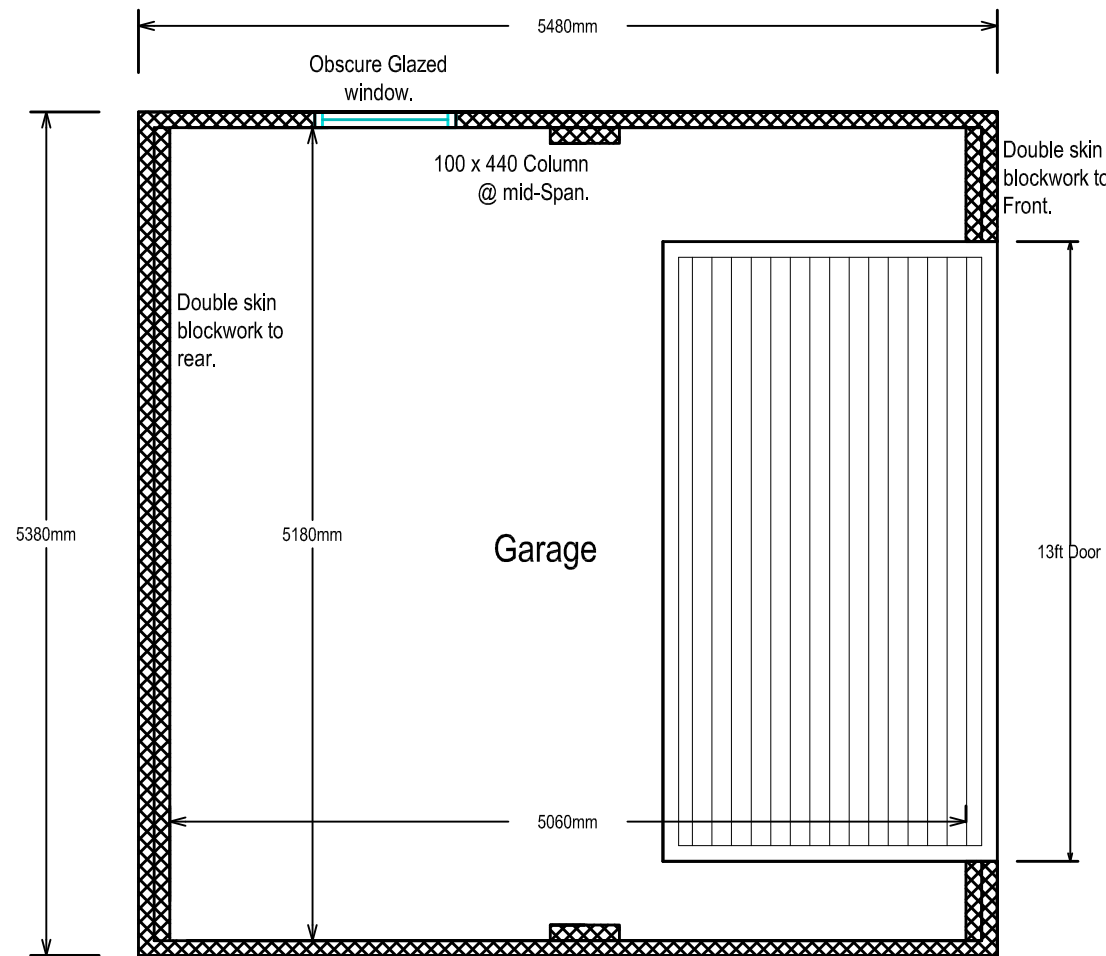 5480mm
Obscure Glazed
window.
100 x 440 Column
@ mid-Span.
Double skin
blockwork to
Front.
Double skin
blockwork to
rear.
5380mm
5180mm
Garage
13ft Door
5060mm